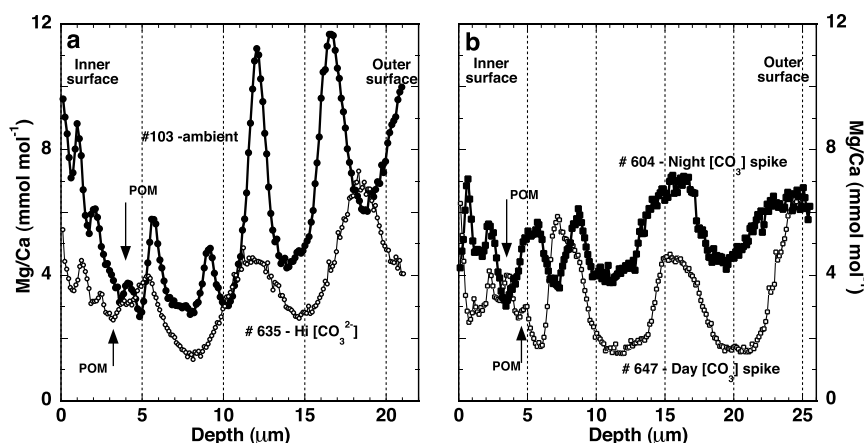 12
8
4
0
Mg/Ca (mmol mol⁻¹)
a
Inner
surface
Outer
surface
#103 -ambient
POM
# 635 - Hi [CO₃²⁻]
POM
0 5 10 15 20
Depth (μm)
b
Inner
surface
Outer
surface
# 604 - Night [CO₃] spike
POM
POM
# 647 - Day [CO₃] spike
0 5 10 15 20 25
Depth (μm)
12
8
4
0
Mg/Ca (mmol mol⁻¹)